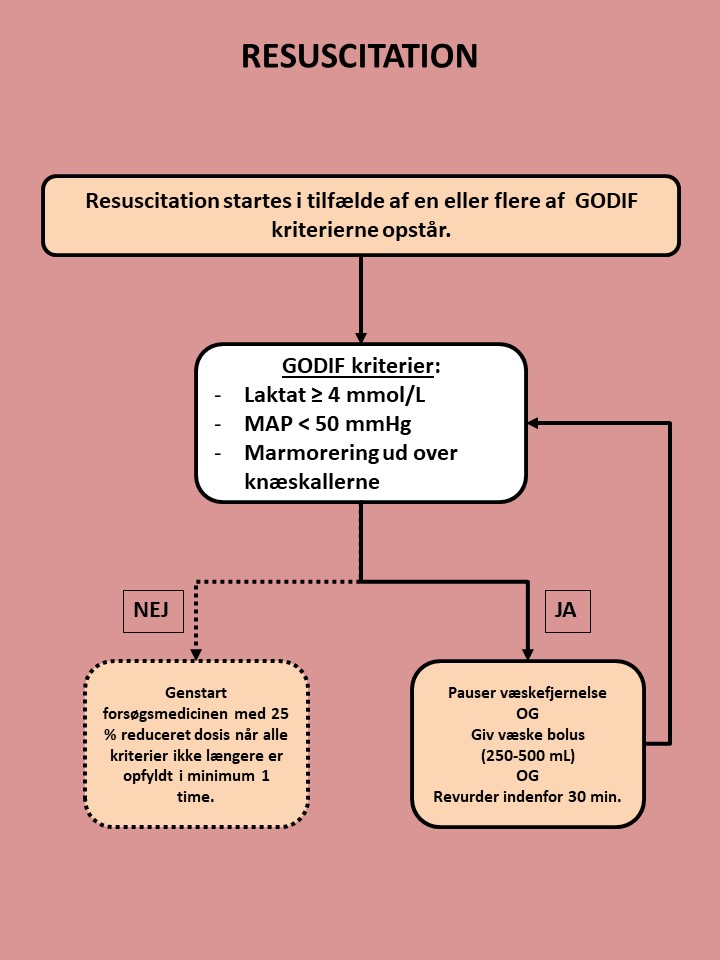 RESUSCITATION
Resuscitation startes i tilfælde af en eller flere af GODIF
kriterierne opstår.
GODIF kriterier:
- Laktat ≥ 4 mmol/L
- MAP < 50 mmHg
- Marmorering ud over
knæskallerne
NEJ
JA
Genstart
forsøgsmedicinen med 25
% reduceret dosis når alle
kriterier ikke længere er
opfyldt i minimum 1
time.
Pauser væskefjernelse
OG
Giv væske bolus
(250-500 mL)
OG
Revurder indenfor 30 min.